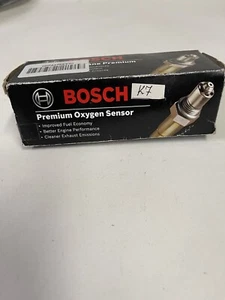 BOSCH
K7
Premium Oxygen Sensor
• Improved Fuel Economy
• Better Engine Performance
• Cleaner Exhaust Emissions